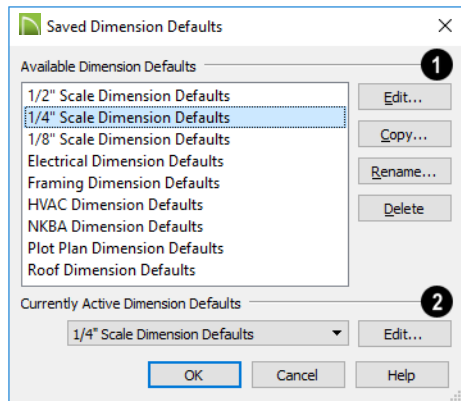 Saved Dimension Defaults
Available Dimension Defaults
1
1/2" Scale Dimension Defaults
1/4" Scale Dimension Defaults
1/8" Scale Dimension Defaults
Electrical Dimension Defaults
Framing Dimension Defaults
HVAC Dimension Defaults
NKBA Dimension Defaults
Plot Plan Dimension Defaults
Roof Dimension Defaults
Edit...
Copy...
Rename...
Delete
Currently Active Dimension Defaults
2
1/4" Scale Dimension Defaults
Edit...
OK
Cancel
Help